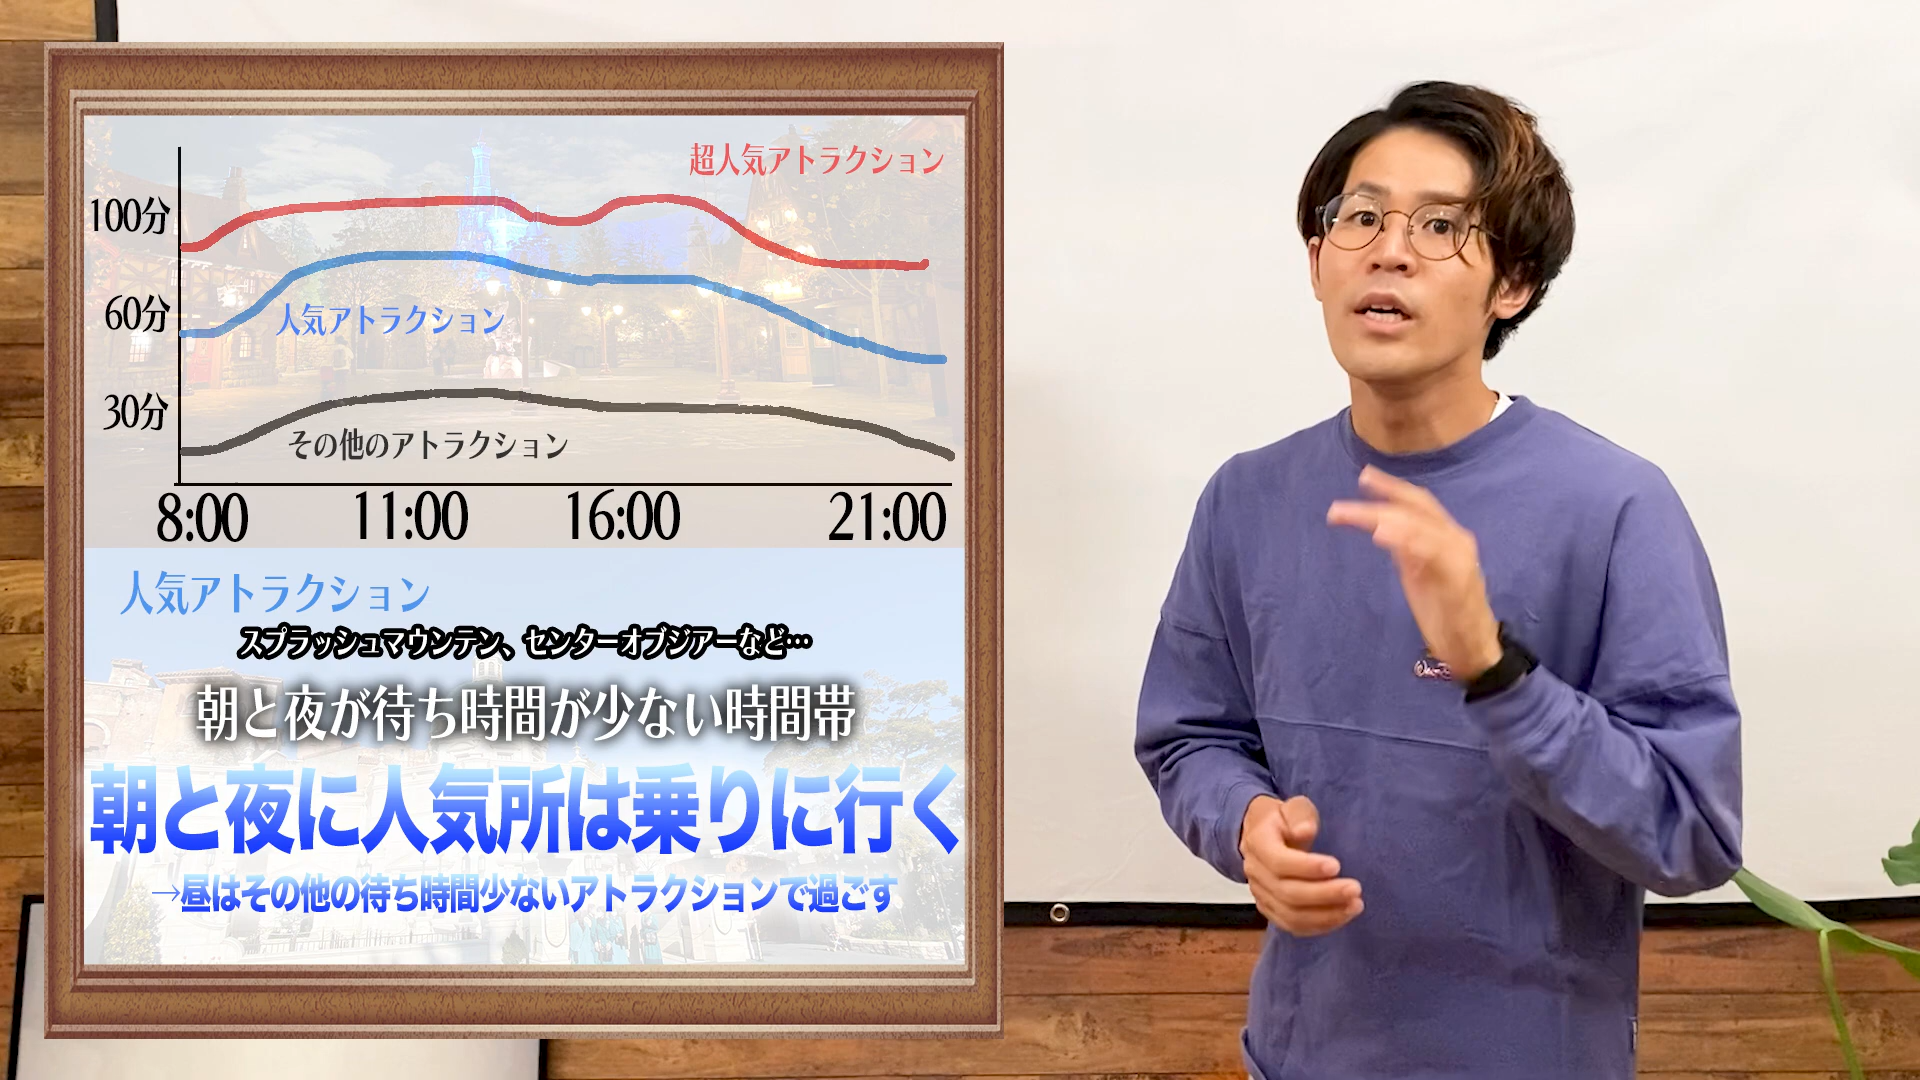 超人気アトラクション
100分
60分
人気アトラクション
30分
その他のアトラクション
8:00 11:00 16:00 21:00
人気アトラクション
スプラッシュマウンテン、センターオブジアーなど…
朝と夜が待ち時間が少ない時間帯
朝と夜に人気所は乗りに行く
→昼はその他の待ち時間少ないアトラクションで過ごす